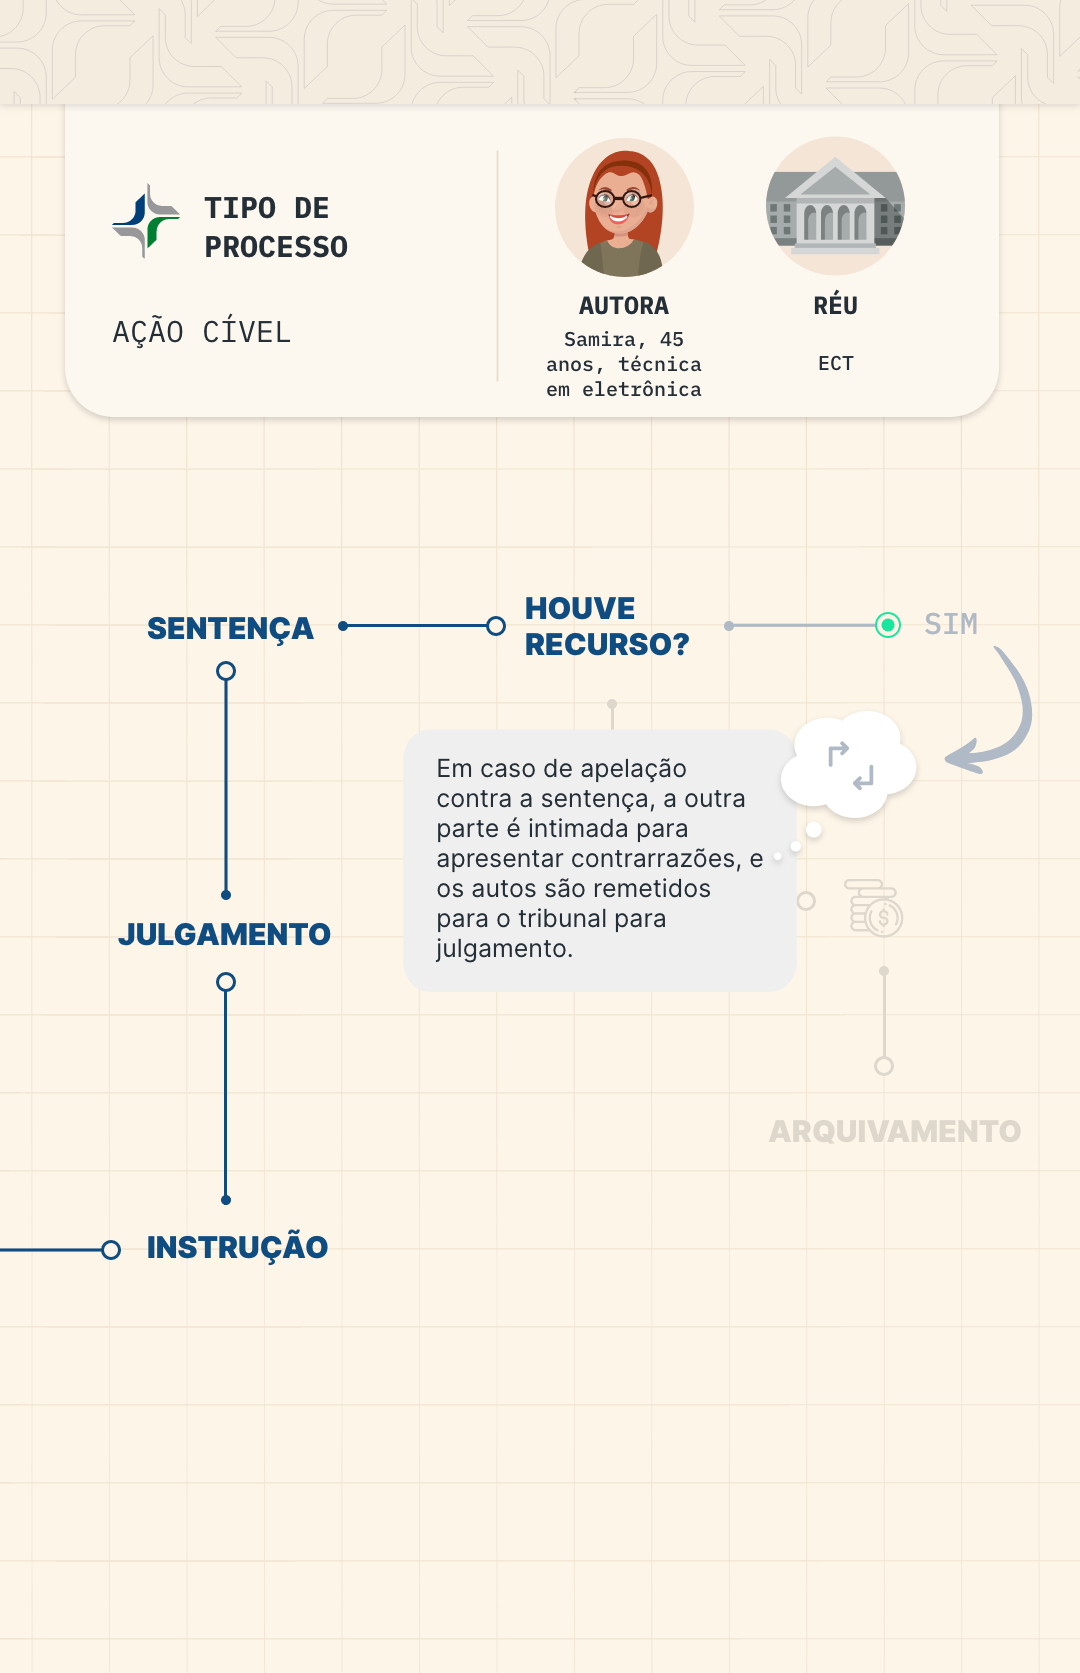 TIPO DE
PROCESSO
AÇÃO CÍVEL
AUTORA
Samira, 45
anos, técnica
em eletrônica
RÉU
ECT
SENTENÇA
HOUVE
RECURSO?
SIM
Em caso de apelação
contra a sentença, a outra
parte é intimada para
apresentar contrarrazões, e
os autos são remetidos
para o tribunal para
julgamento.
$
JULGAMENTO
ARQUIVAMENTO
INSTRUÇÃO